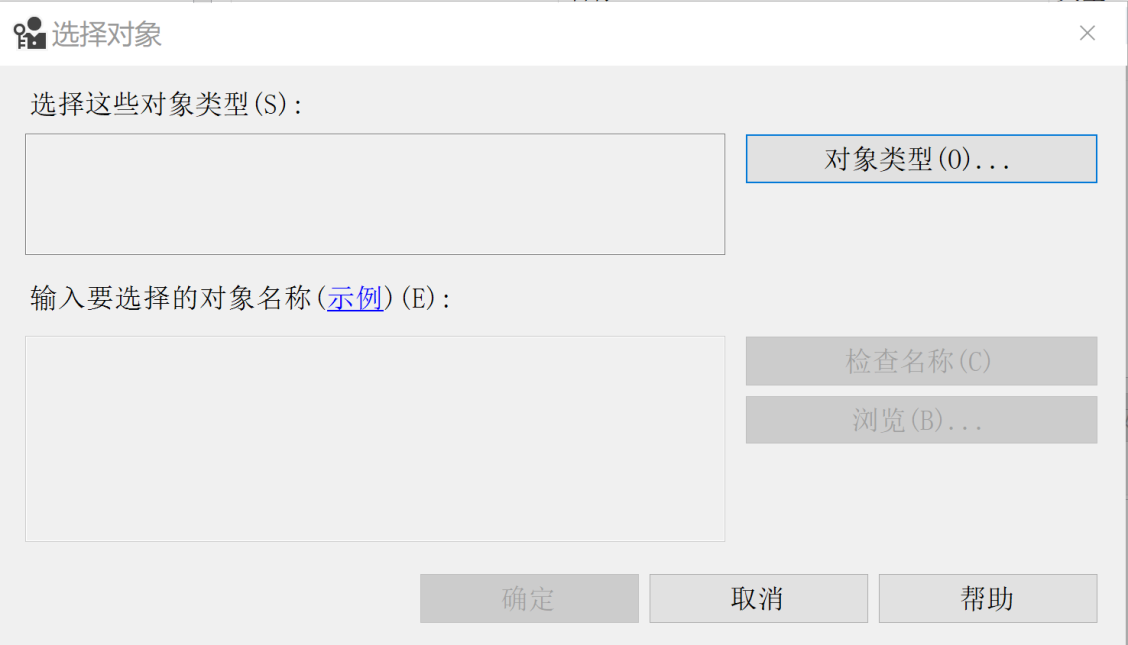 选择对象
选择这些对象类型(S):
对象类型(O)...
输入要选择的对象名称(示例)(E):
检查名称(C)
浏览(B)...
确定
取消
帮助